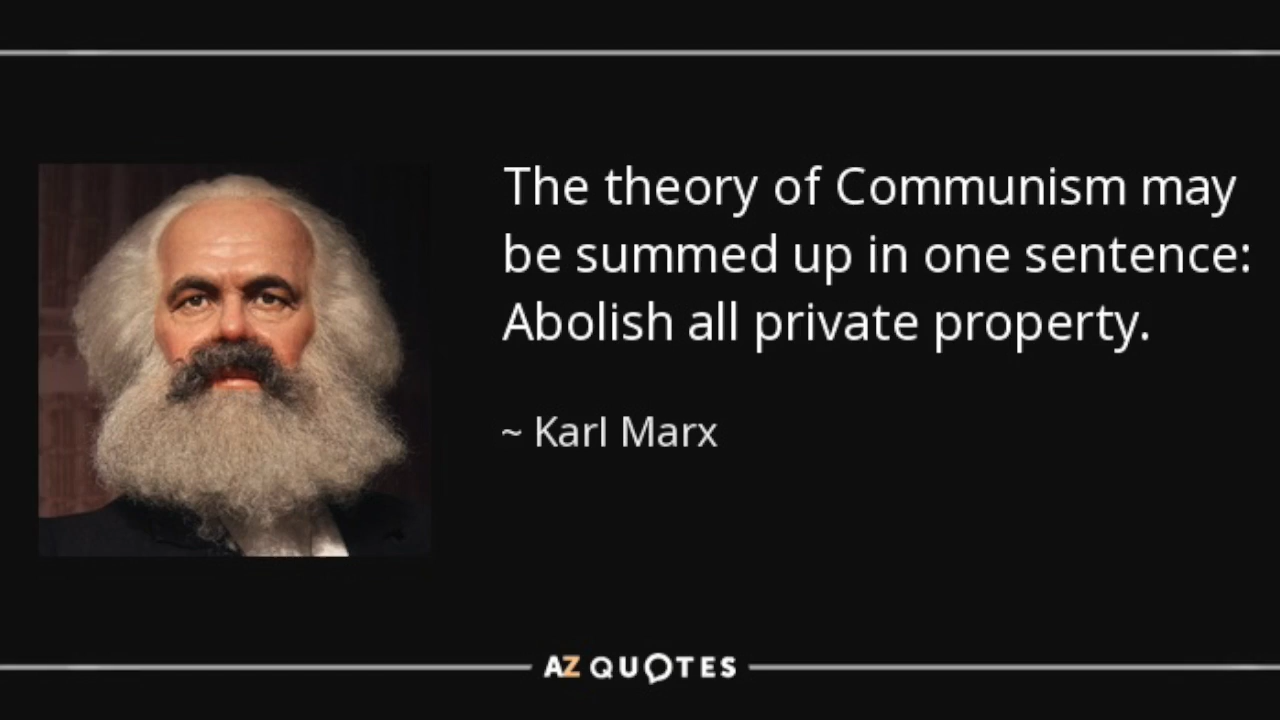 The theory of Communism may
be summed up in one sentence:
Abolish all private property.
~ Karl Marx
AZ QUOTES